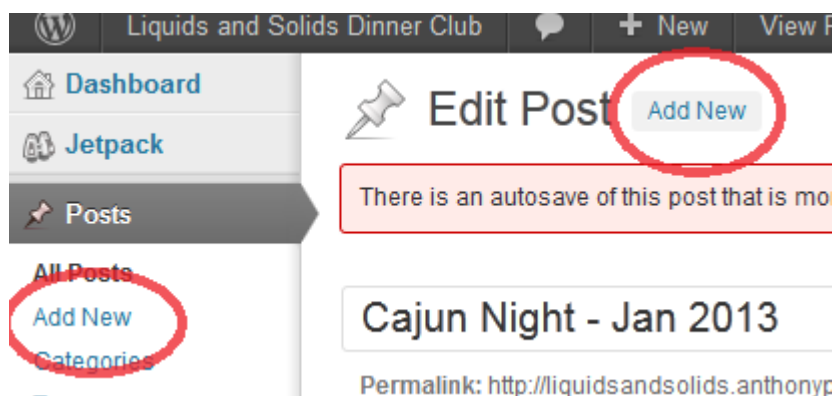 Liquids and Solids Dinner Club New View
Dashboard
Edit Post Add New
Jetpack
There is an autosave of this post that is
Posts
All Posts
Add New
Cajun Night - Jan 2013
Categories
Permalink: http://liquidsandsolids.anthonyp